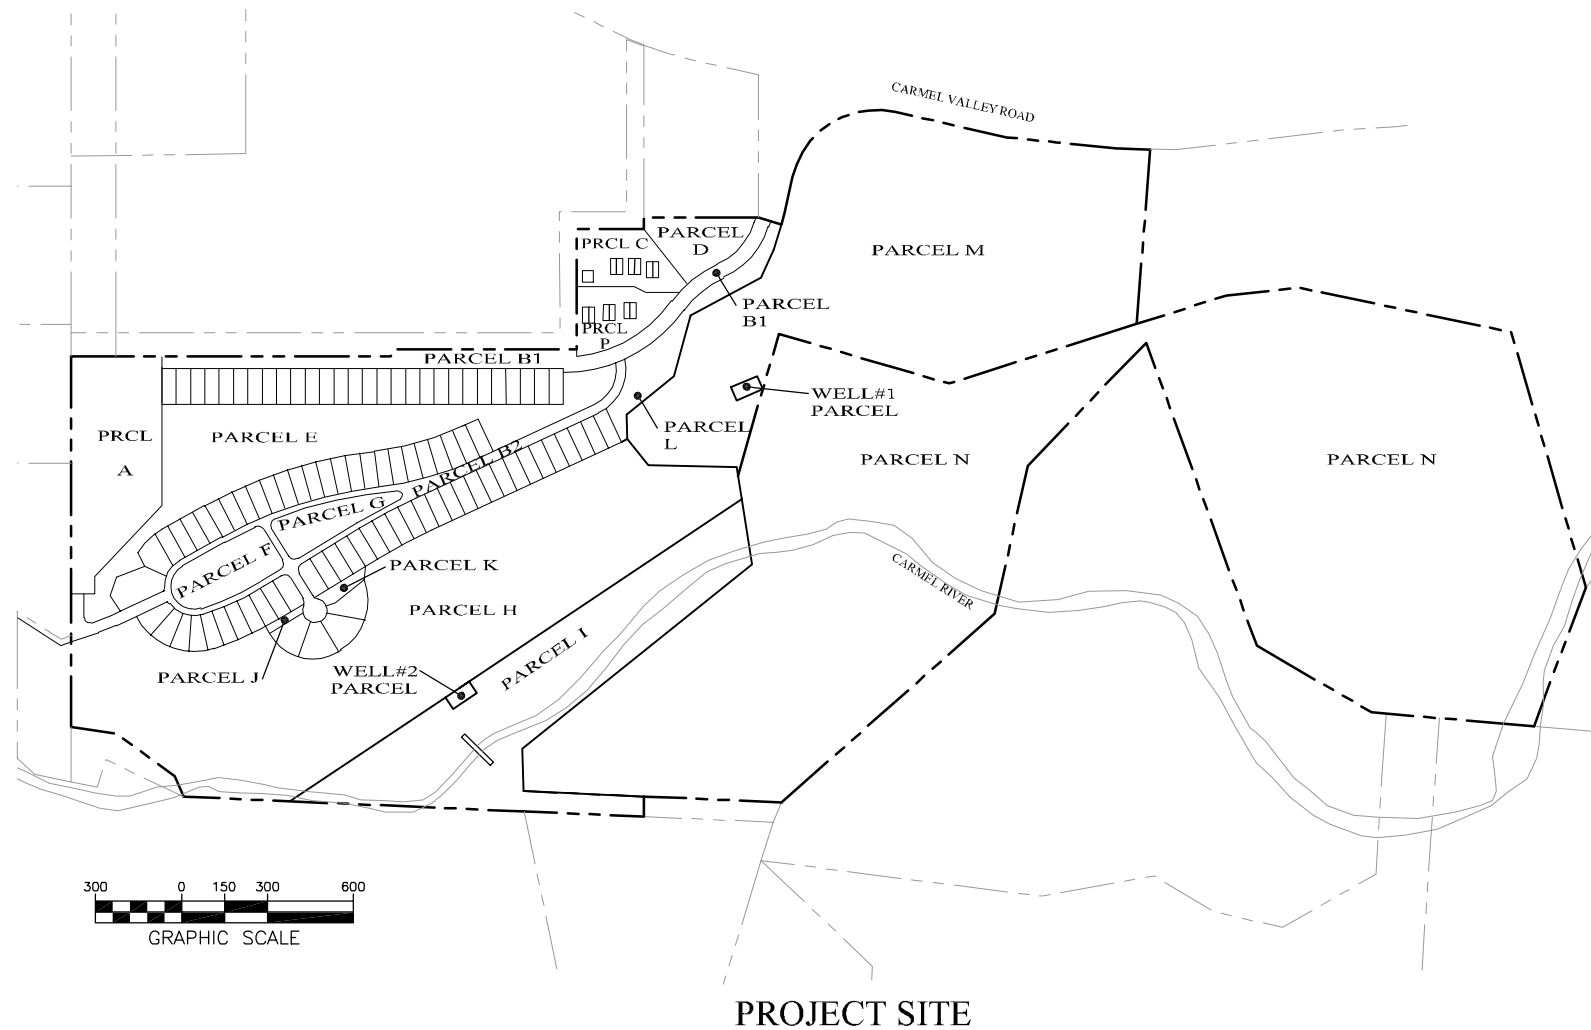 CARMEL VALLEY ROAD
PARCEL
D
PRCL C
PARCEL M
PARCEL
B1
PRCL
P
PARCEL B1
WELL#1
PARCEL
PARCEL
L
PRCL
A
PARCEL E
PARCEL B2
PARCEL N
PARCEL N
PARCEL G
PARCEL F
PARCEL K
CARMEL RIVER
PARCEL H
PARCEL I
PARCEL J
WELL#2
PARCEL
300 0 150 300 600
GRAPHIC SCALE
PROJECT SITE